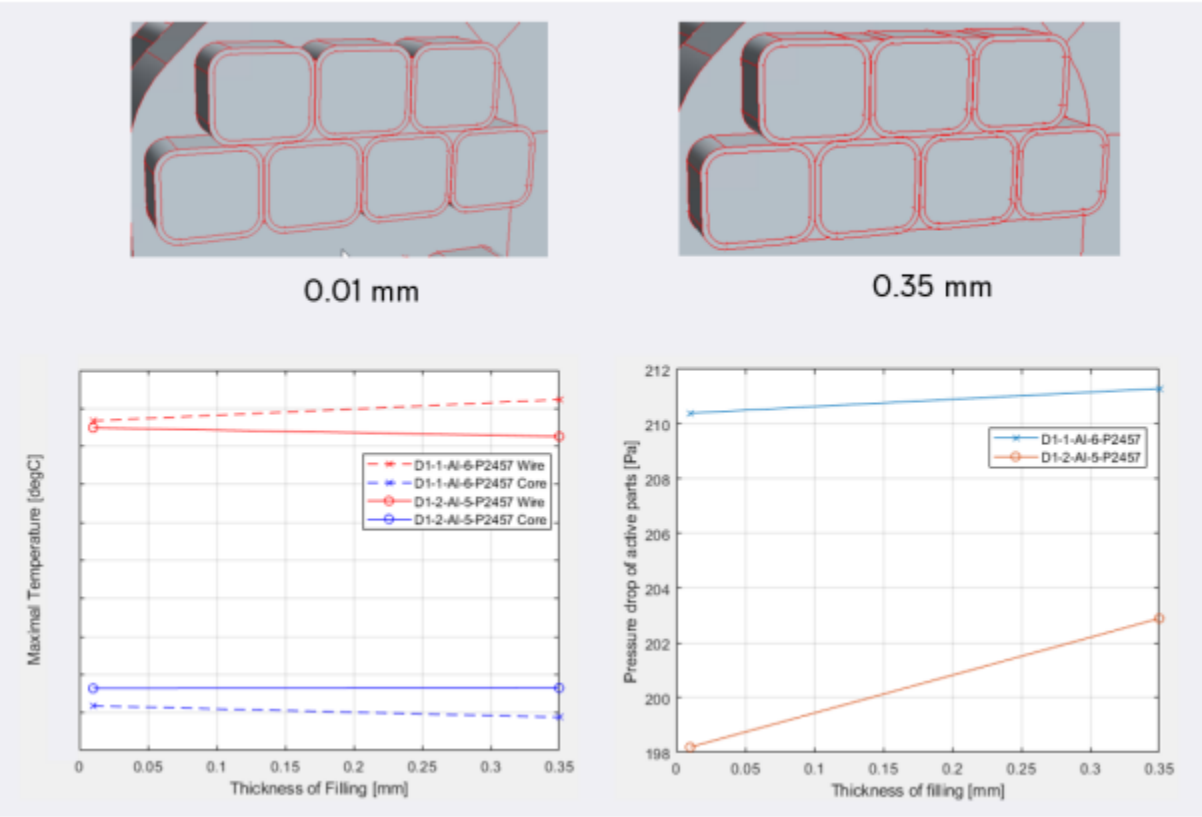 0.01 mm
0.35 mm
Maximal Temperature [degC]
D1-1-Al-6-P2457 Wire
D1-1-Al-6-P2457 Core
D1-2-Al-5-P2457 Wire
D1-2-Al-5-P2457 Core
0 0.05 0.1 0.15 0.2 0.25 0.3 0.35
Thickness of Filling [mm]
Pressure drop of active parts [Pa]
212
210
208
206
204
202
200
198
D1-1-Al-6-P2457
D1-2-Al-5-P2457
0 0.05 0.1 0.15 0.2 0.25 0.3 0.35
Thickness of filling [mm]